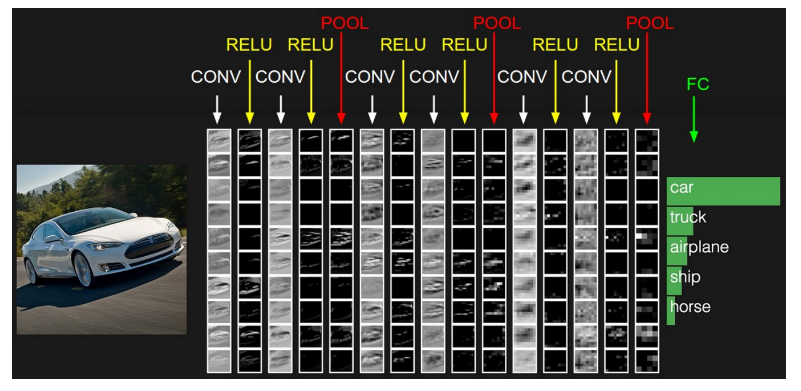 POOL POOL POOL
RELU RELU RELU RELU RELU RELU
CONV CONV CONV CONV CONV CONV
FC
car
truck
airplane
ship
horse